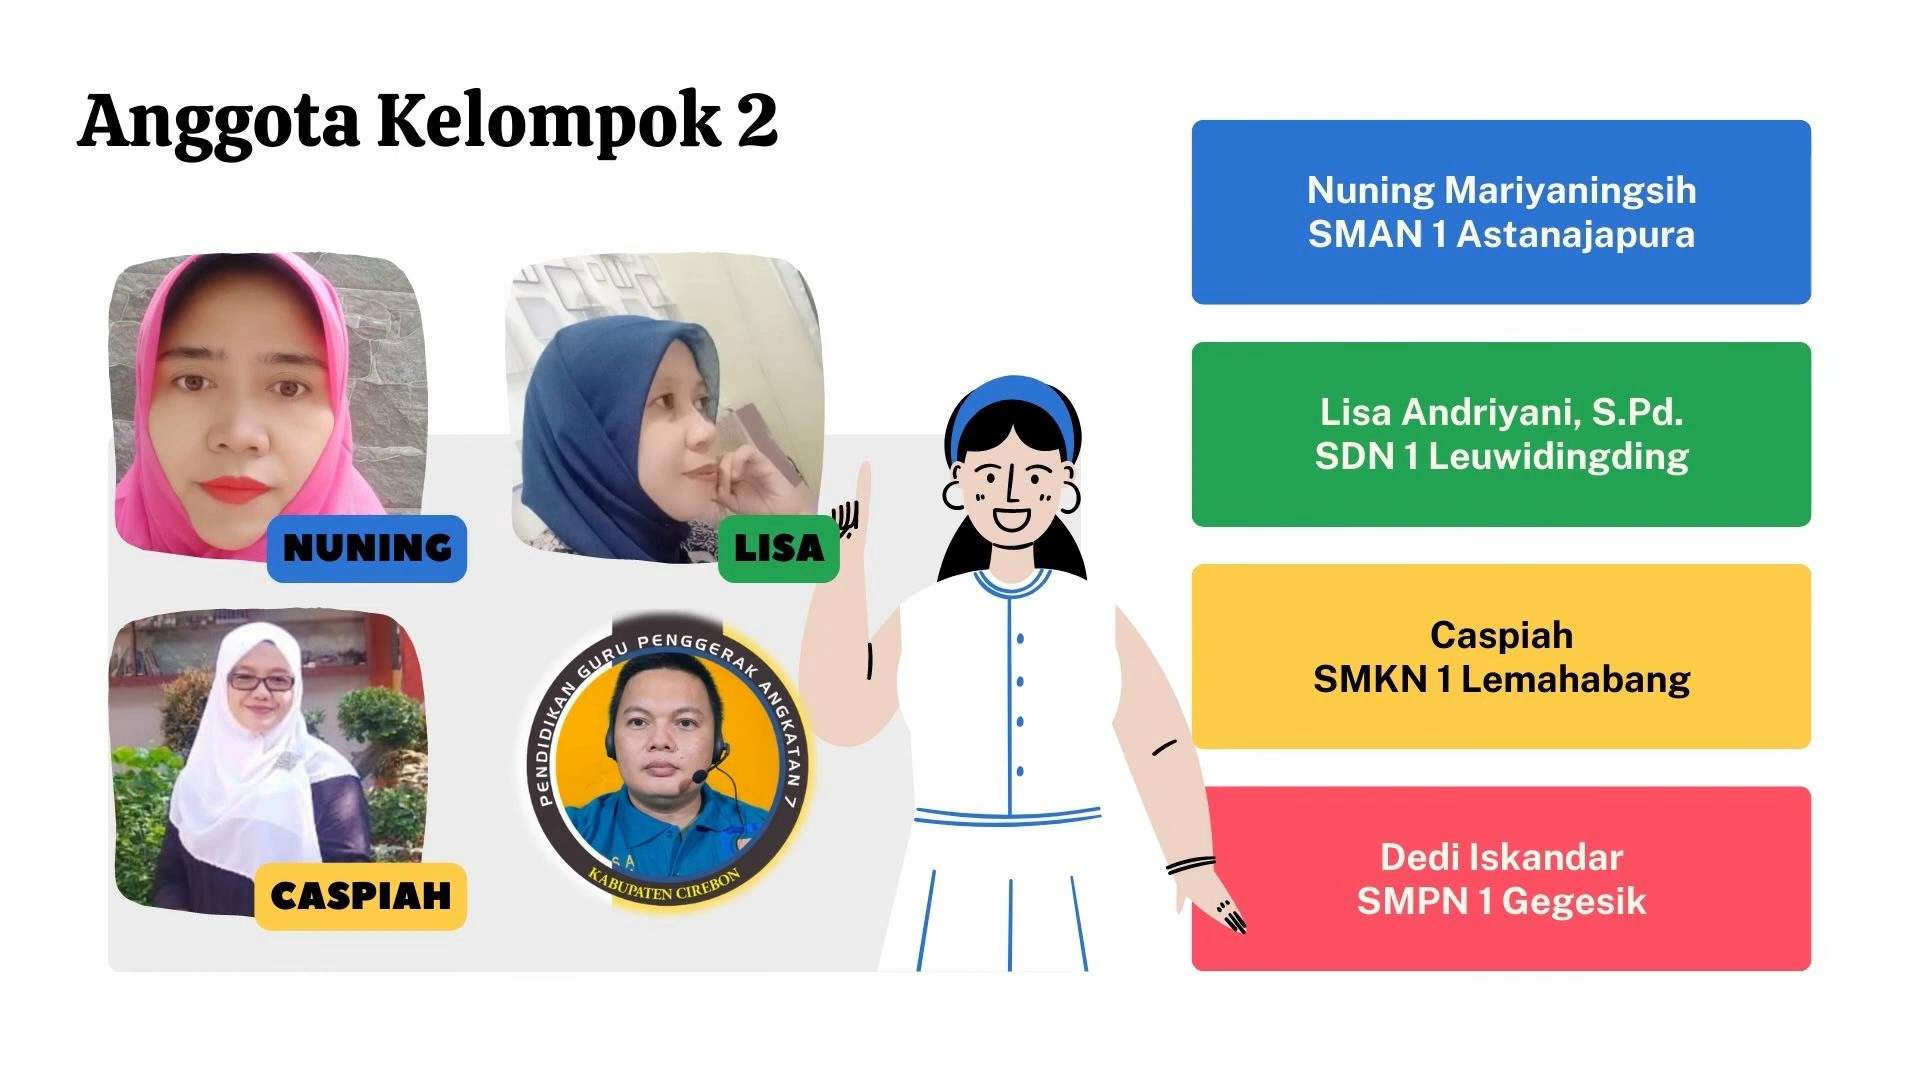 Anggota Kelompok 2
NUNING
LISA
CASPIAH
PENDIDIKAN GURU PENGGERAK ANGKATAN 7
S A
KABUPATEN CIREBON
Nuning Mariyaningsih
SMAN 1 Astanajapura
Lisa Andriyani, S.Pd.
SDN 1 Leuwidingding
Caspiah
SMKN 1 Lemahabang
Dedi Iskandar
SMPN 1 Gegesik